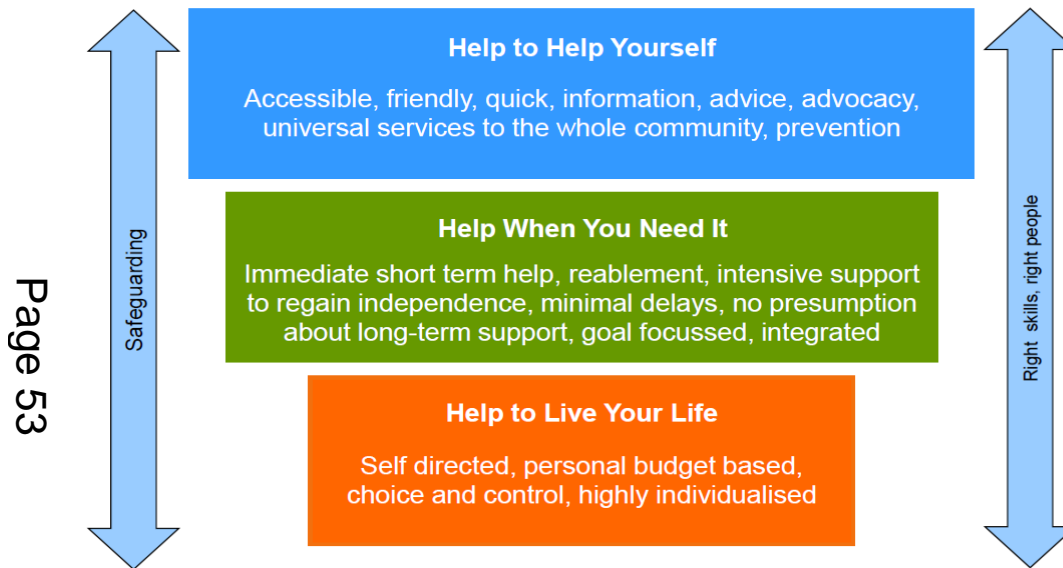 Help to Help Yourself
Accessible, friendly, quick, information, advice, advocacy,
universal services to the whole community, prevention
Help When You Need It
Immediate short term help, reablement, intensive support
to regain independence, minimal delays, no presumption
about long-term support, goal focussed, integrated
Help to Live Your Life
Self directed, personal budget based,
choice and control, highly individualised
Safeguarding
Right skills, right people
Page 53